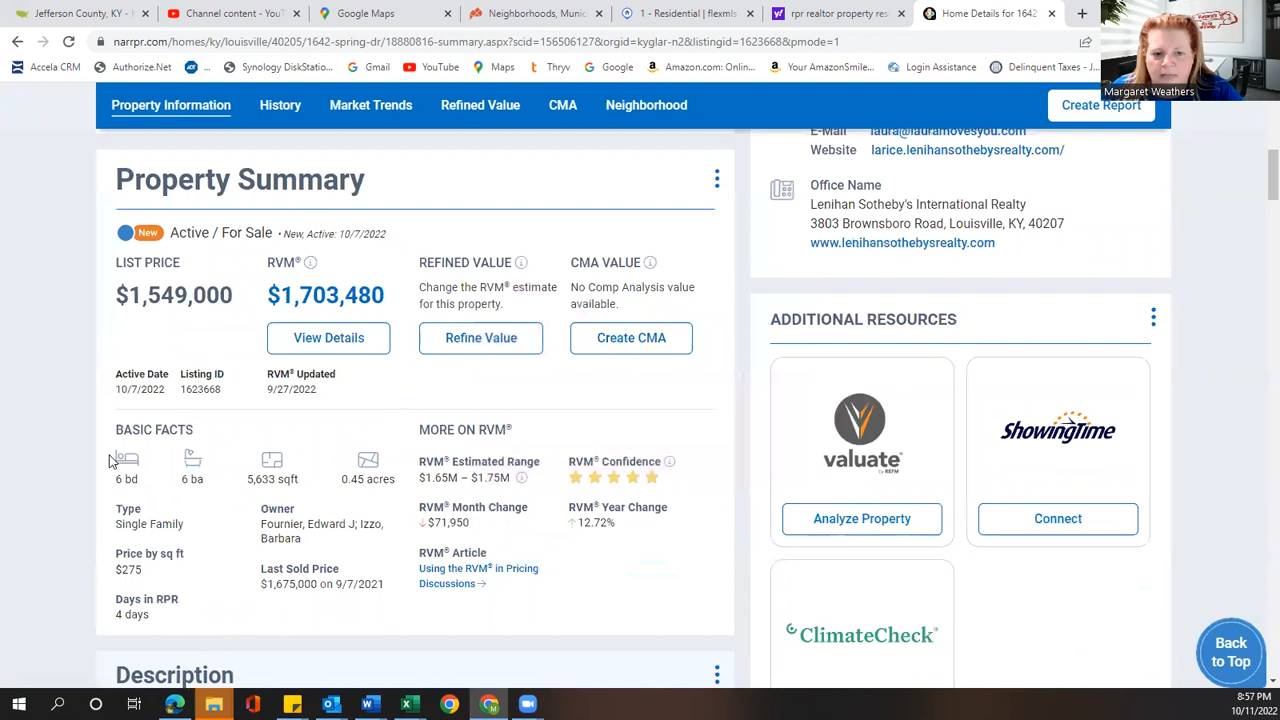 Jefferson County, K
Channel content - YouT
Google Maps
Neighborhoods, Mu
1 - Residential | flexmls
rpr realtor property res
Home Details for 1642
narrpr.com/homes/ky/louisville/40205/1642-spring-dr/18880816-summary.aspx?scid=156506127&orgid=kyglar-n2&listingid=1623668&pmode=1
Accela CRM
Authorize.Net
ADT
...
Synology DiskStatio...
Gmail
YouTube
Maps
Thryv
Google
Amazon.com: Onlin...
Your AmazonSmile...
Login Assistance
Delinquent Taxes - J...
Margaret Weathers
Property Information
History
Market Trends
Refined Value
CMA
Neighborhood
Create Report
Property Summary
New
Active / For Sale • New, Active: 10/7/2022
LIST PRICE
$1,549,000
RVM®
$1,703,480
View Details
REFINED VALUE
Change the RVM® estimate
for this property.
Refine Value
CMA VALUE
No Comp Analysis value
available.
Create CMA
Active Date
10/7/2022
Listing ID
1623668
RVM® Updated
9/27/2022
BASIC FACTS
6 bd
6 ba
5,633 sqft
0.45 acres
Type
Single Family
Owner
Fournier, Edward J; Izzo,
Barbara
Price by sq ft
$275
Last Sold Price
$1,675,000 on 9/7/2021
Days in RPR
4 days
MORE ON RVM®
RVM® Estimated Range
$1.65M – $1.75M
RVM® Confidence
RVM® Month Change
↓$71,950
RVM® Year Change
↑12.72%
RVM® Article
Using the RVM® in Pricing
Discussions→
Description
E-Mail
laura@lauramovesyou.com
Website
larice.lenihansothebysrealty.com/
Office Name
Lenihan Sotheby's International Realty
3803 Brownsboro Road, Louisville, KY, 40207
www.lenihansothebysrealty.com
ADDITIONAL RESOURCES
valuate®
by REFM
Analyze Property
ShowingTime
Connect
ClimateCheck®
Back
to Top
8:57 PM
10/11/2022